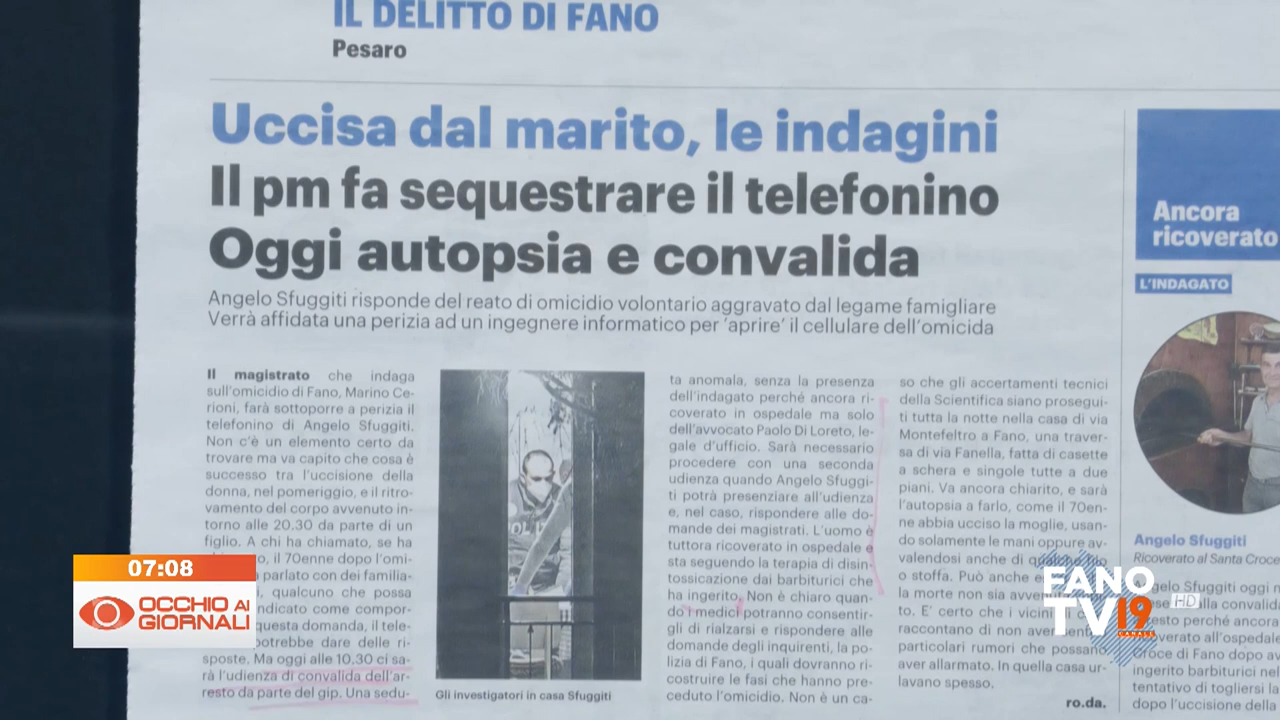 IL DELITTO DI FANO
Pesaro
Uccisa dal marito, le indagini
Il pm fa sequestrare il telefonino
Oggi autopsia e convalida
Angelo Sfuggiti risponde del reato di omicidio volontario aggravato dal legame famigliare
Verrà affidata una perizia ad un ingegnere informatico per 'aprire' il cellulare dell'omicida
Il magistrato che indaga
sull'omicidio di Fano, Marino Ce-
rioni, farà sottoporre a perizia il
telefonino di Angelo Sfuggiti.
Non c'è un elemento certo da
trovare ma va capito che cosa è
successo tra l'uccisione della
donna, nel pomeriggio, e il ritro-
vamento del corpo avvenuto in-
torno alle 20.30 da parte di un
figlio. A chi ha chiamato, se ha
il 70enne dopo l'omi-
parlato con dei familia-
qualcuno che possa
indicato come compor-
questa domanda, il tele-
potrebbe dare delle ri-
sposte. Ma oggi alle 10.30 ci sa-
rà l'udienza di convalida dell'ar-
resto da parte del gip. Una sedu-
Gli investigatori in casa Sfuggiti
ta anomala, senza la presenza
dell'indagato perché ancora ri-
coverato in ospedale ma solo
dell'avvocato Paolo Di Loreto, le-
gale d'ufficio. Sarà necessario
procedere con una seconda
udienza quando Angelo Sfuggi-
ti potrà presenziare all'udienza
e, nel caso, rispondere alle do-
mande dei magistrati. L'uomo è
tuttora ricoverato in ospedale e
sta seguendo la terapia di disin-
tossicazione dai barbiturici che
ha ingerito. Non è chiaro quan-
do i medici potranno consentir-
gli di rialzarsi e rispondere alle
domande degli inquirenti, la po-
lizia di Fano, i quali dovranno ri-
costruire le fasi che hanno pre-
ceduto l'omicidio. Non è un ca-
so che gli accertamenti tecnici
della Scientifica siano prosegui-
ti tutta la notte nella casa di via
Montefeltro a Fano, una traver-
sa di via Fanella, fatta di casette
a schera e singole tutte a due
piani. Va ancora chiarito, e sarà
l'autopsia a farlo, come il 70en-
ne abbia ucciso la moglie, usan-
do solamente le mani oppure av-
valendosi anche di
o stoffa. Può anche
la morte non sia
to. E' certo che i vicini
raccontano di non aver
particolari rumori che possano
aver allarmato. In quella casa ur-
lavano spesso.
ro.da.
Ancora
ricoverato
L'INDAGATO
Angelo Sfuggiti
Ricoverato al Santa Croce
Angelo Sfuggiti oggi
alla convalida
perché ancora
all'ospedale
Croce di Fano dopo
ingerito barbiturici
tentativo di togliersi la
dopo l'uccisione della
07:08
OCCHIO AI
GIORNALI
FANO
TV19
CANALE
HD